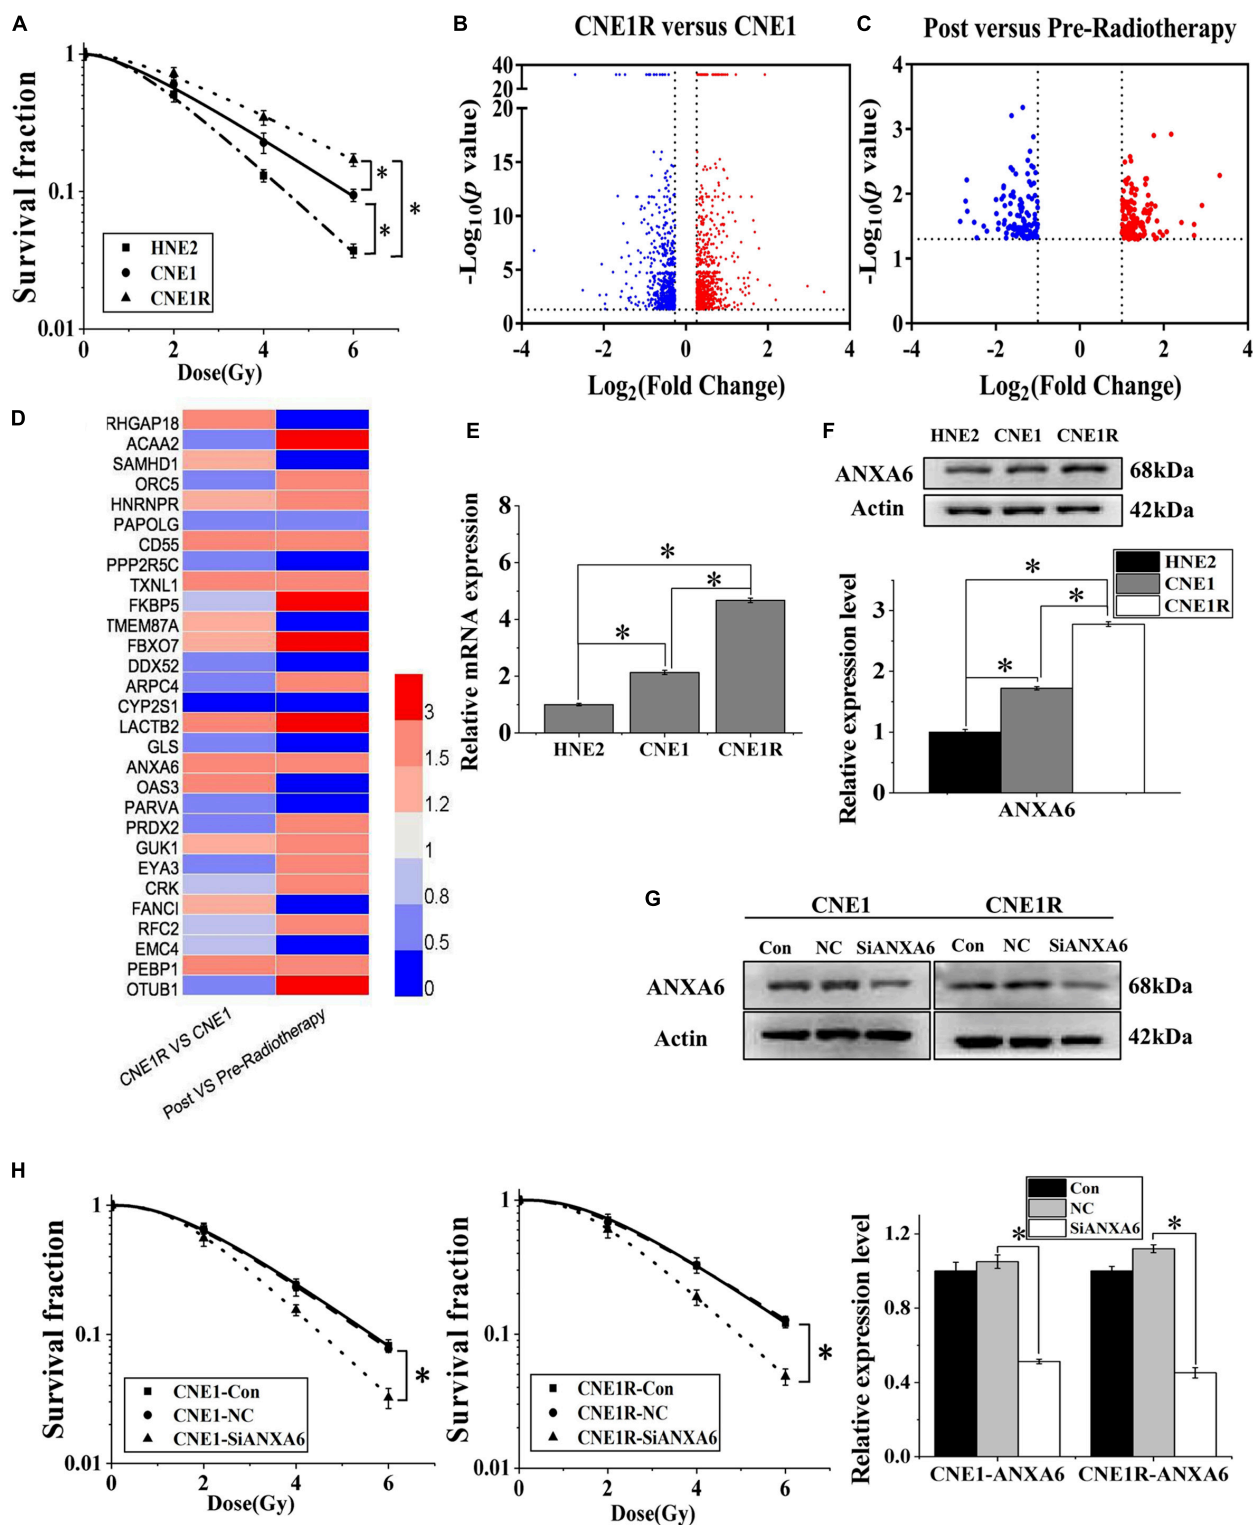 A
Survival fraction
1
0.1
0.01
0
2
4
6
Dose(Gy)
HNE2
CNE1
CNE1R
*
*
*
B
CNE1R versus CNE1
-Log10(p value)
40
20
20
15
10
5
0
-4
-2
0
2
4
Log2(Fold Change)
C
Post versus Pre-Radiotherapy
-Log10(p value)
4
3
2
1
0
-4
-2
0
2
4
Log2(Fold Change)
D
RHGAP18
ACAA2
SAMHD1
ORC5
HNRNPR
PAPOLG
CD55
PPP2R5C
TXNL1
FKBP5
TMEM87A
FBXO7
DDX52
ARPC4
CYP2S1
LACTB2
GLS
ANXA6
OAS3
PARVA
PRDX2
GUK1
EYA3
CRK
FANCI
RFC2
EMC4
PEBP1
OTUB1
CNE1R VS CNE1
Post VS Pre-Radiotherapy
3
1.5
1.2
1
0.8
0.5
0
E
Relative mRNA expression
8
6
4
2
0
*
*
*
HNE2
CNE1
CNE1R
F
HNE2 CNE1 CNE1R
ANXA6
68kDa
Actin
42kDa
Relative expression level
3
2
1
0
HNE2
CNE1
CNE1R
*
*
*
ANXA6
G
CNE1
CNE1R
Con NC SiANXA6
Con NC SiANXA6
ANXA6
68kDa
Actin
42kDa
H
Survival fraction
1
0.1
0.01
0
2
4
6
Dose(Gy)
CNE1-Con
CNE1-NC
CNE1-SiANXA6
*
Survival fraction
1
0.1
0.01
0
2
4
6
Dose(Gy)
CNE1R-Con
CNE1R-NC
CNE1R-SiANXA6
*
Relative expression level
1.2
0.8
0.4
0.0
Con
NC
SiANXA6
*
*
CNE1-ANXA6
CNE1R-ANXA6